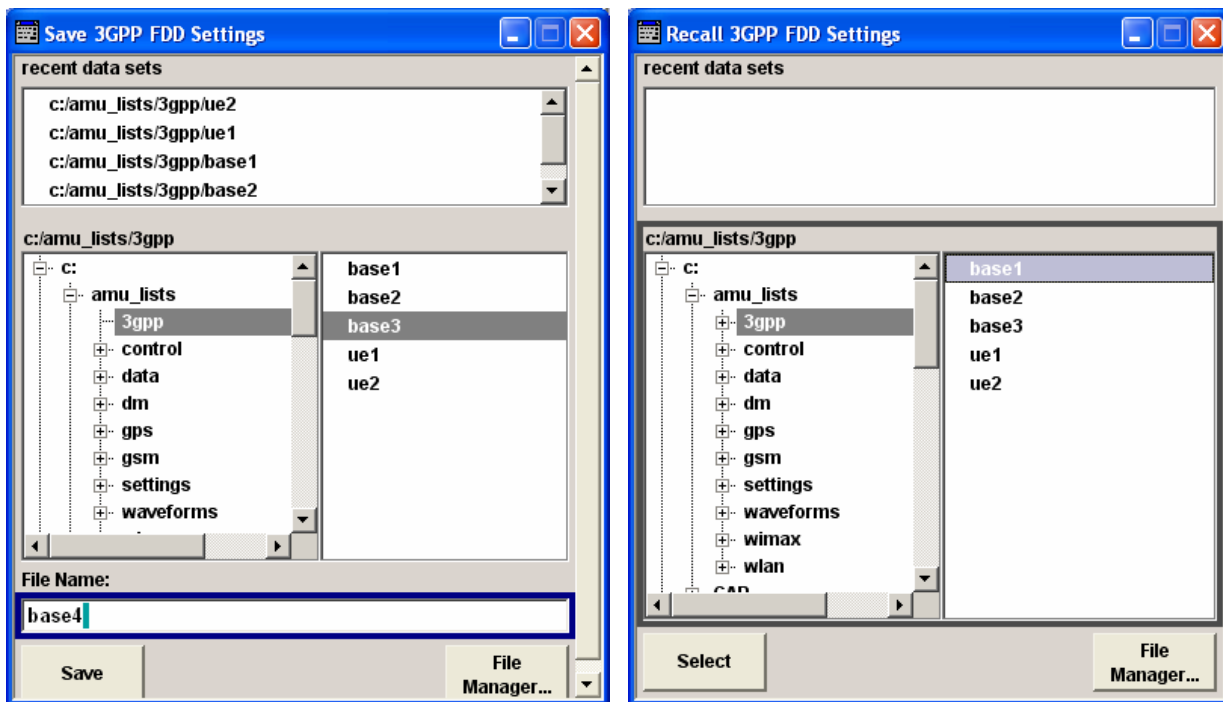 Save 3GPP FDD Settings
recent data sets
c:/amu_lists/3gpp/ue2
c:/amu_lists/3gpp/ue1
c:/amu_lists/3gpp/base1
c:/amu_lists/3gpp/base2
c:/amu_lists/3gpp
c:
amu_lists
3gpp
control
data
dm
gps
gsm
settings
waveforms
base1
base2
base3
ue1
ue2
File Name:
base4
Save
File
Manager...
Recall 3GPP FDD Settings
recent data sets
c:/amu_lists/3gpp
c:
amu_lists
3gpp
control
data
dm
gps
gsm
settings
waveforms
wimax
wlan
base1
base2
base3
ue1
ue2
Select
File
Manager...